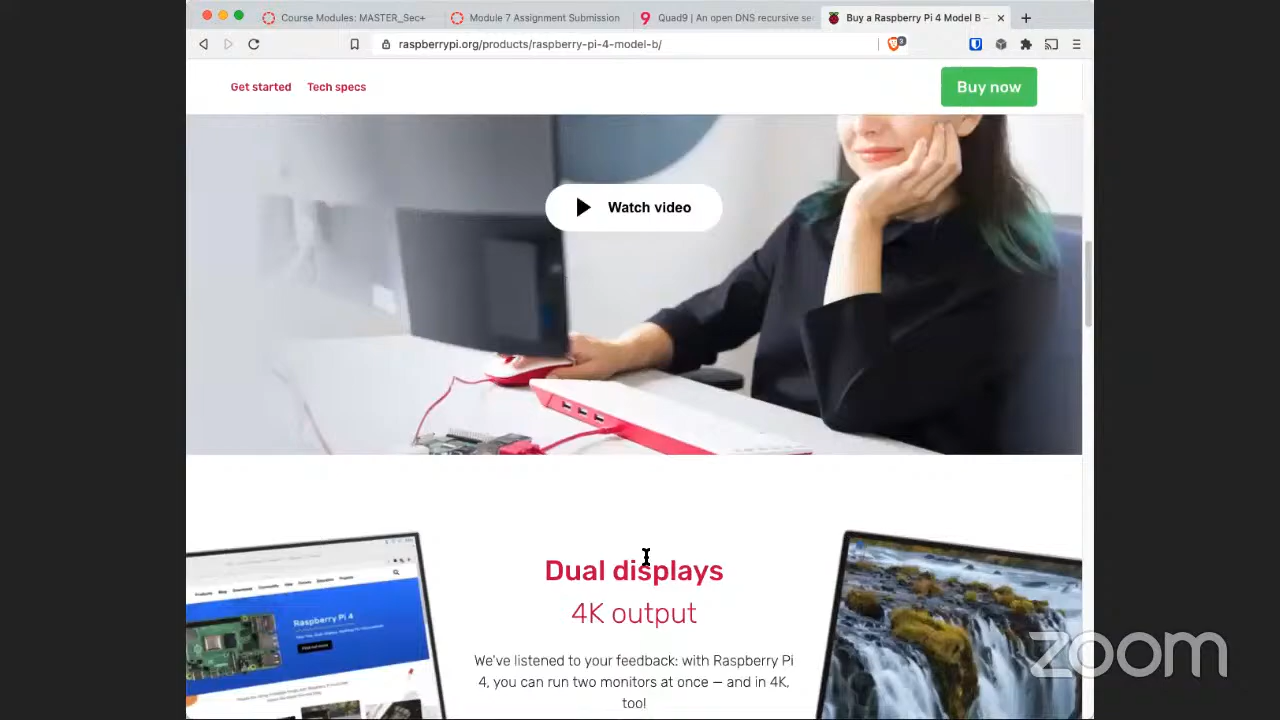 Course Modules: MASTER_Sec+
Module 7 Assignment Submission
Quad9 | An open DNS recursive se
Buy a Raspberry Pi 4 Model B –
raspberrypi.org/products/raspberry-pi-4-model-b/
3
Get started Tech specs
Buy now
Watch video
Dual displays
4K output
We've listened to your feedback: with Raspberry Pi
4, you can run two monitors at once — and in 4K,
too!
Raspberry Pi 4
zoom